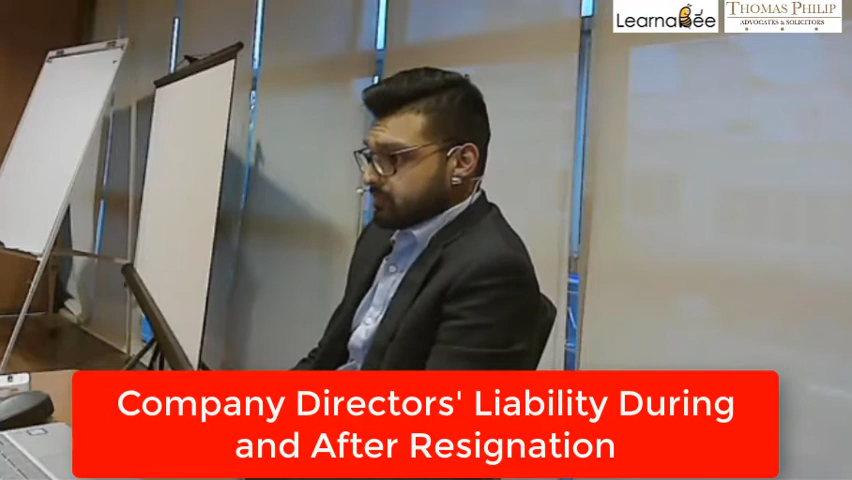 LearnaBee
THOMAS PHILIP
ADVOCATES & SOLICITORS
Company Directors' Liability During
and After Resignation